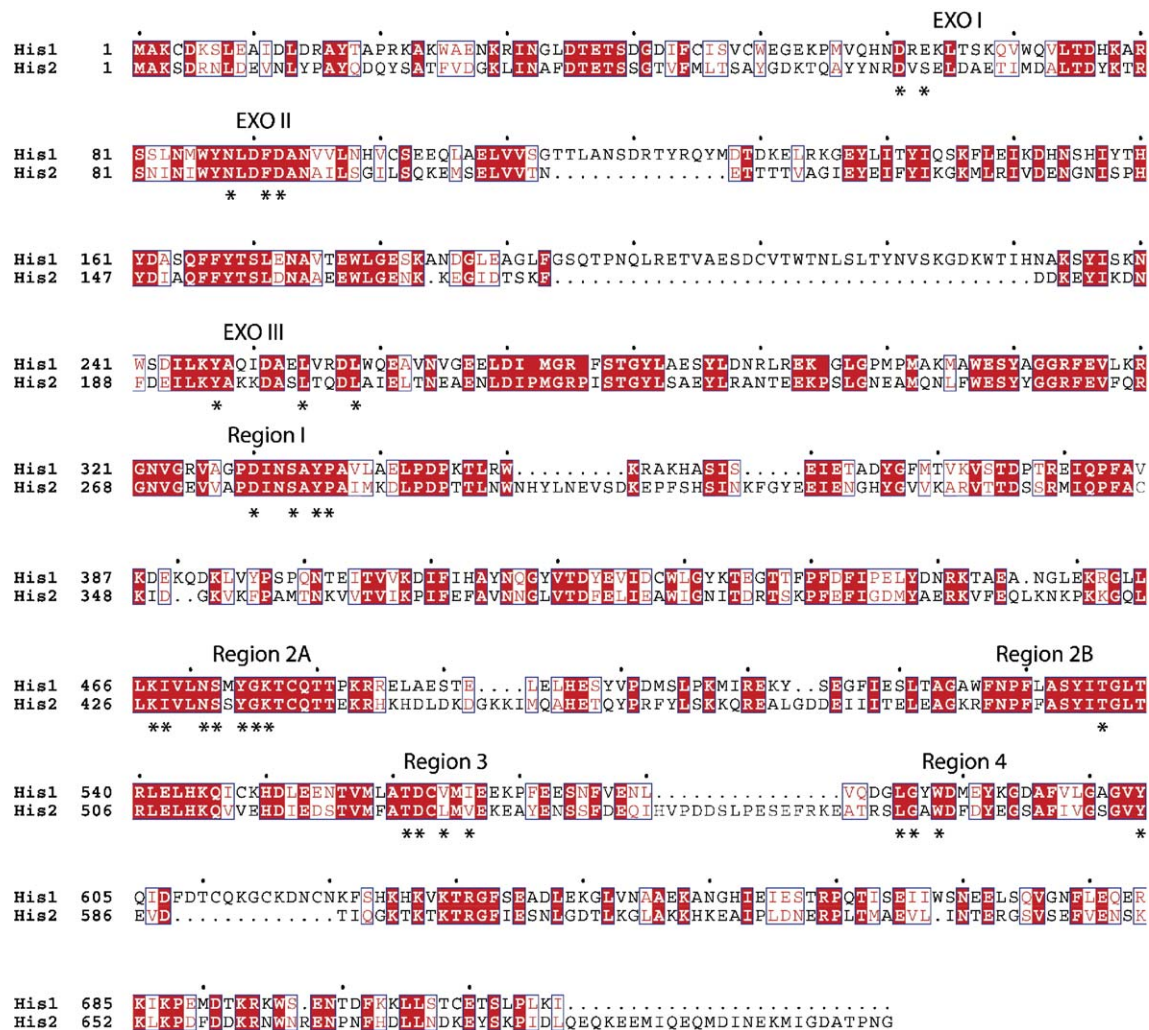 EXO I
His1 1 MAKCDKSLEAIDLDRAYTAPRKAKWAENKRINGLDTETSDGDIFCISVCWEGEKPMVQHNDREKLTSKQVWQVLTDHKAR
His2 1 MAKSDRNLDEVNLYPAYQDQYSATFVDGKLINAFDTETSSGTVFMLTSAYGDKTQAYYNRDVSELDAETIMDALTDYKTR
* *
EXO II
His1 81 SSLNMWYNLDFDANVVLNHVCSEEQLAELVVSGTTLANSDRTYRQYMDTDKELRKGEYLITYIQSKFLEIKDHNSHIYTH
His2 81 SNINIWYNLDFDANAILSGILSQKEMSELVVTN..............ETTTTVAGIEYEIFYIKGKMLRIVDENGNISPH
* **
His1 161 YDASQFFYTSLENAVTEWLGESKANDGLEAGLFGSQTPNQLRETVAESDCVTWTNLSLTYNVSKGDKWTIHNAKSYISKN
His2 147 YDIAQFFYTSLDNAAEEWLGENK.KEGIDTSKF......................................DDKEYIKDN
EXO III
His1 241 WSDILKYAQIDAELVRDLWQEAVNVGEELDI MGR FSTGYLAESYLDNRLREK GLGPMPMAKMAWESYAGGRFEVLKR
His2 188 FDEILKYAKKDASLTQDLAIELTNEAENLDIPMGRPISTGYLSAEYLRANTEEKPSLGNEAMQNLFWESYYGGRFEVFQR
* * *
Region I
His1 321 GNVGRVAGPDINSAYPAVLAELPDPKTLRW.........KRAKHASIS.....EIETADYGFMTVKVSTDPTREIQPFAV
His2 268 GNVGEVVAPDINSAYPAIMKDLPDPTTLNWNHYLNEVSDKEPFSHSINKFGYEEIENGHYGVVKARVTTDSSRMIQPFAC
* * **
His1 387 KDEKQDKLVYPSPQNTEITVVKDIFIHAYNQGYVTDYEVIDCWLGYKTEGTTFPFDFIPELYDNRKTAEA.NGLEKRGLL
His2 348 KID..GKVKFPAMTNKVVTVIKPIFEFAVNNGLVTDFELIEAWIGNITDRTSKPFEFIGDMYAERKVFEQLKNKPKKGQL
Region 2A Region 2B
His1 466 LKIVLNSMYGKTCQTTPKRRELAESTE....LELHESYVPDMSLPKMIREKY..SEGFIESLTAGAWFNPFLASYITGLT
His2 426 LKIVLNSSYGKTCQTTEKRHKHDLDKDGKKIMQAHETQYPRFYLSKKQREALGDDEIIITELEAGKRFNPFFASYITGLT
** ** *** *
Region 3 Region 4
His1 540 RLELHKQICKHDLEENTVMLATDCVMIEEKPFEESNFVENL...............VQDGLGYWDMEYKGDAFVLGAGVY
His2 506 RLELHKQVVEHDIEDSTVMFATDCLMVEKEAYENSSFDEQIHVPDDSLPESEFRKEATRSLGAWDFDYEGSAFIVGSGVY
** * * ** * *
His1 605 QIDFDTCQKGCKDNCNKFSHKHKVKTRGFSEADLEKGLVNAAEKANGHIEIESTRPQTISEIIWSNEELSQVGNFLEQER
His2 586 EVD.............TIQGKTKTKTRGFIESNLGDTLKGLAKKHKEAIPLDNERPLTMAEVL.INTERGSVSEFVENSK
His1 685 KIKPEMDTKRKWS.ENTDFKKLLSTCETSLPLKI..........................
His2 652 KLKPDFDDKRNWNRENPNFHDLLNDKEYSKPIDLQEQKEEMIQEQMDINEKMIGDATPNG